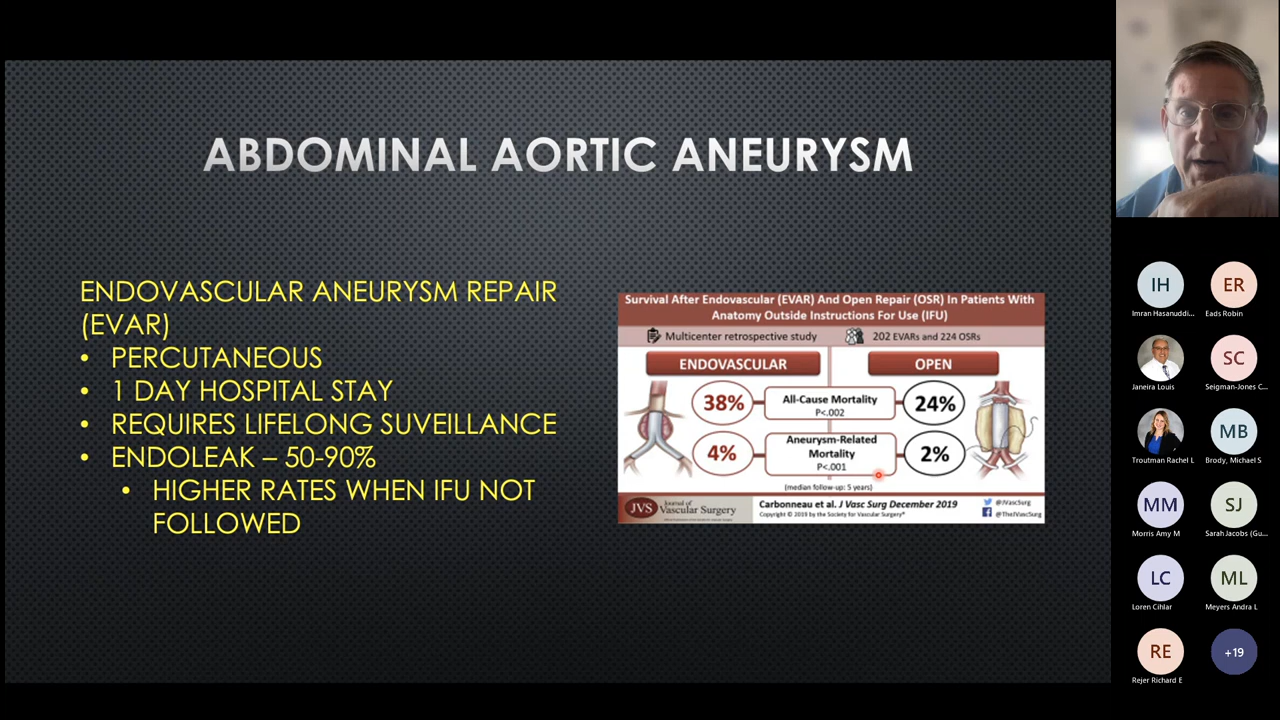 ABDOMINAL AORTIC ANEURYSM
ENDOVASCULAR ANEURYSM REPAIR
(EVAR)
• PERCUTANEOUS
• 1 DAY HOSPITAL STAY
• REQUIRES LIFELONG SUVEILLANCE
• ENDOLEAK – 50-90%
• HIGHER RATES WHEN IFU NOT
FOLLOWED
Survival After Endovascular (EVAR) And Open Repair (OSR) In Patients With
Anatomy Outside Instructions For Use (IFU)
Multicenter retrospective study
202 EVARs and 224 OSRs
ENDOVASCULAR
OPEN
38%
All-Cause Mortality
P<.002
24%
4%
Aneurysm-Related
Mortality
P<.001
2%
(median follow-up: 5 years)
JVS
Journal of
Vascular Surgery
Carbonneau et al. J Vasc Surg December 2019
Copyright © 2019 by the Society for Vascular Surgery®
@JVascSurg
@TheJVascSurg
IH
Imran Hasanuddi...
ER
Eads Robin
Janeira Louis
SC
Seigman-Jones C...
Troutman Rachel L
MB
Brody, Michael S
MM
Morris Amy M
SJ
Sarah Jacobs (Gu...
LC
Loren Cihlar
ML
Meyers Andra L
RE
Rejer Richard E
+19